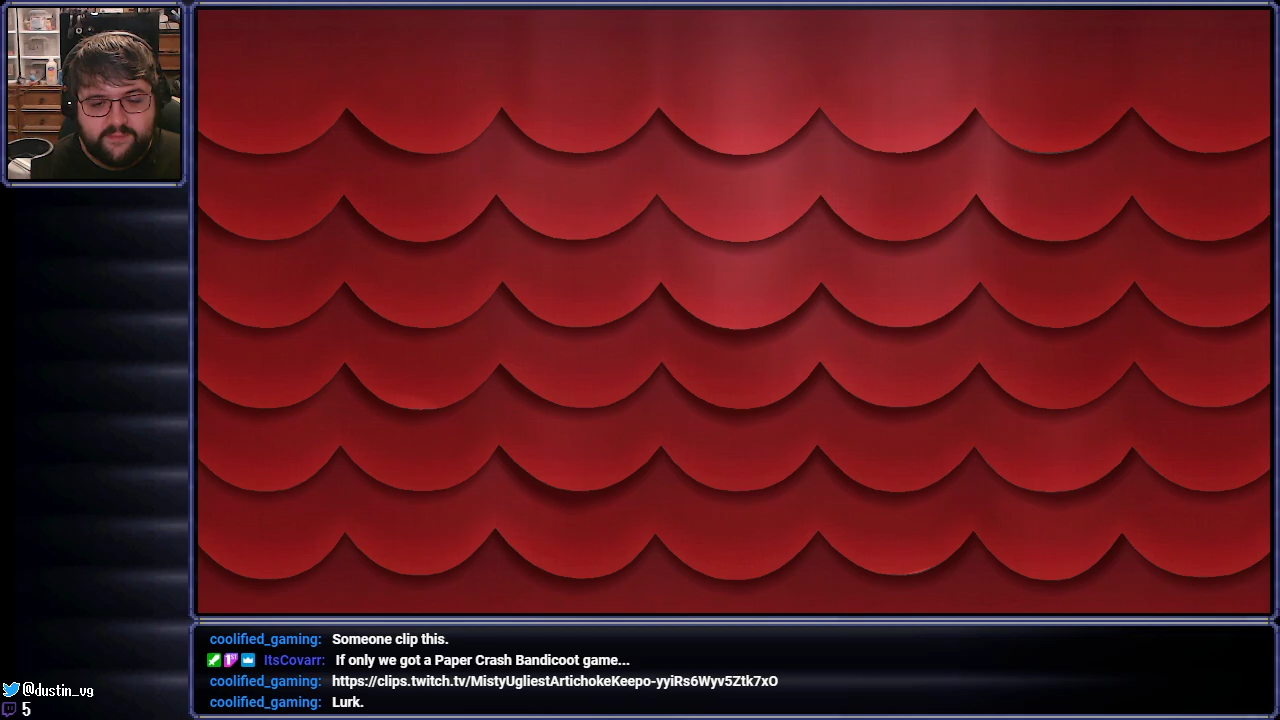 coolified_gaming: Someone clip this.
ItsCovarr: If only we got a Paper Crash Bandicoot game...
coolified_gaming: https://clips.twitch.tv/MistyUgliestArtichokeKeepo-yyiRs6Wyv5Ztk7xO
coolified_gaming: Lurk.
@dustin_vg
5